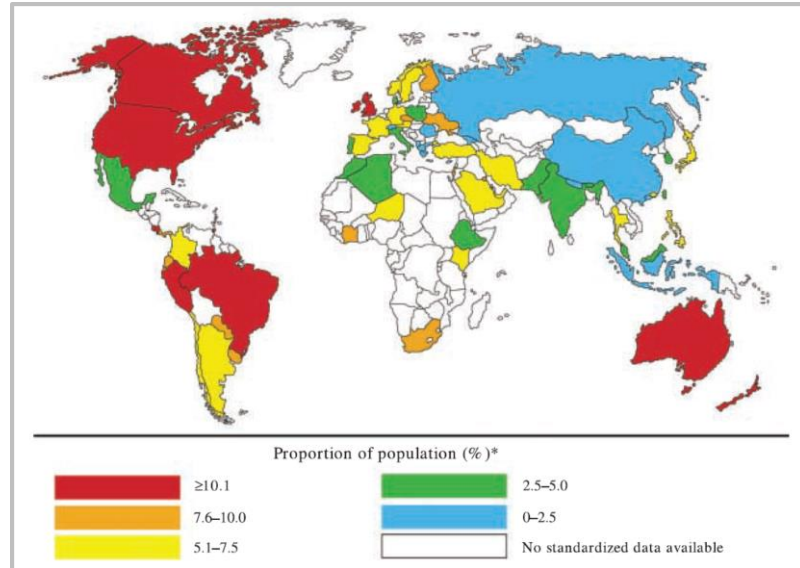 Proportion of population (%)*
≥10.1
7.6–10.0
5.1–7.5
2.5–5.0
0–2.5
No standardized data available